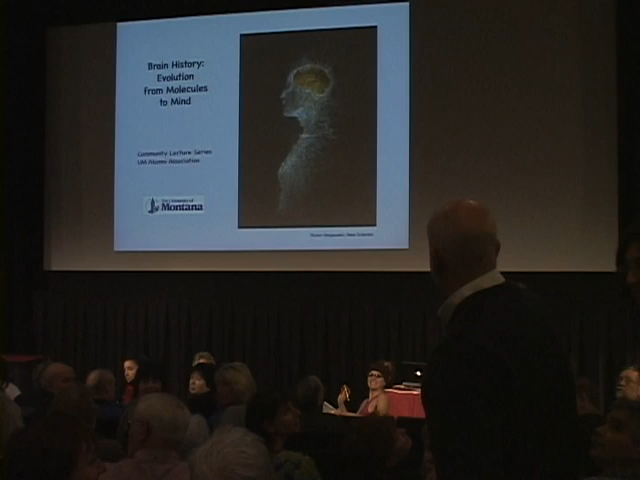 Brain History:
Evolution
from Molecules
to Mind
Community Lecture Series
UM Alumni Association
The University of
Montana